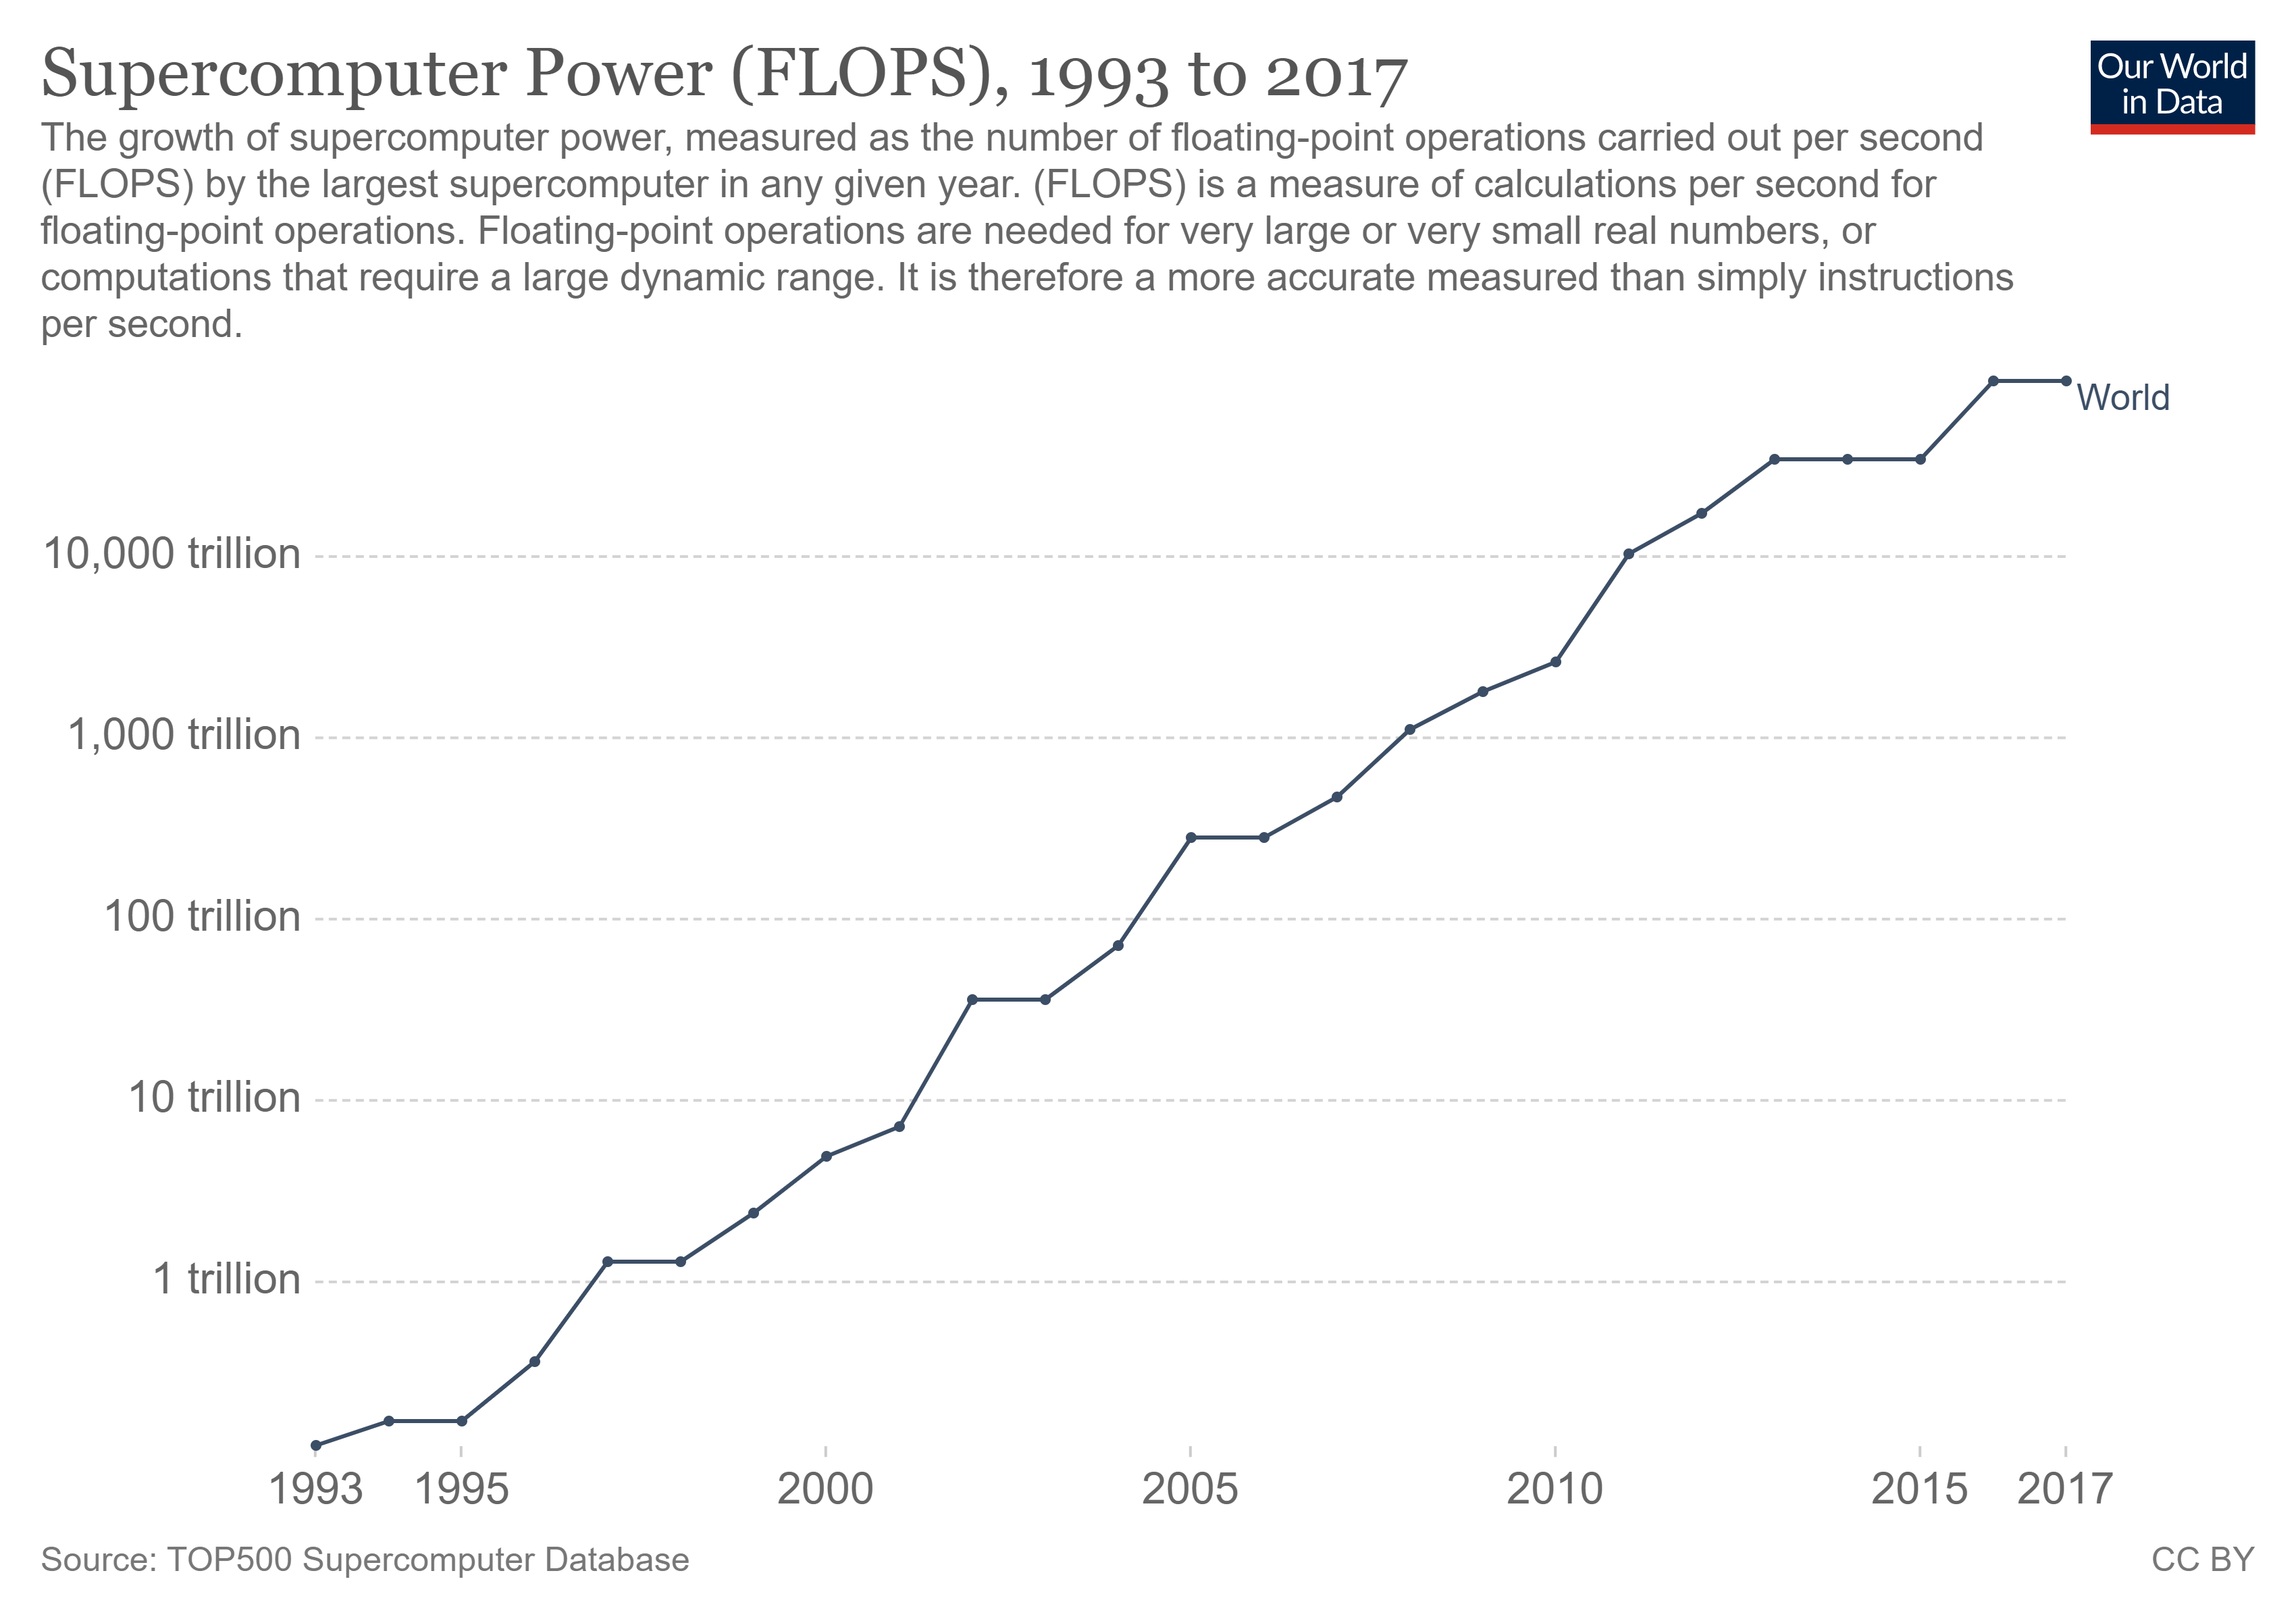 Supercomputer Power (FLOPS), 1993 to 2017
Our World
in Data
The growth of supercomputer power, measured as the number of floating-point operations carried out per second
(FLOPS) by the largest supercomputer in any given year. (FLOPS) is a measure of calculations per second for
floating-point operations. Floating-point operations are needed for very large or very small real numbers, or
computations that require a large dynamic range. It is therefore a more accurate measured than simply instructions
per second.
World
10,000 trillion
1,000 trillion
100 trillion
10 trillion
1 trillion
1993 1995 2000 2005 2010 2015 2017
Source: TOP500 Supercomputer Database
CC BY